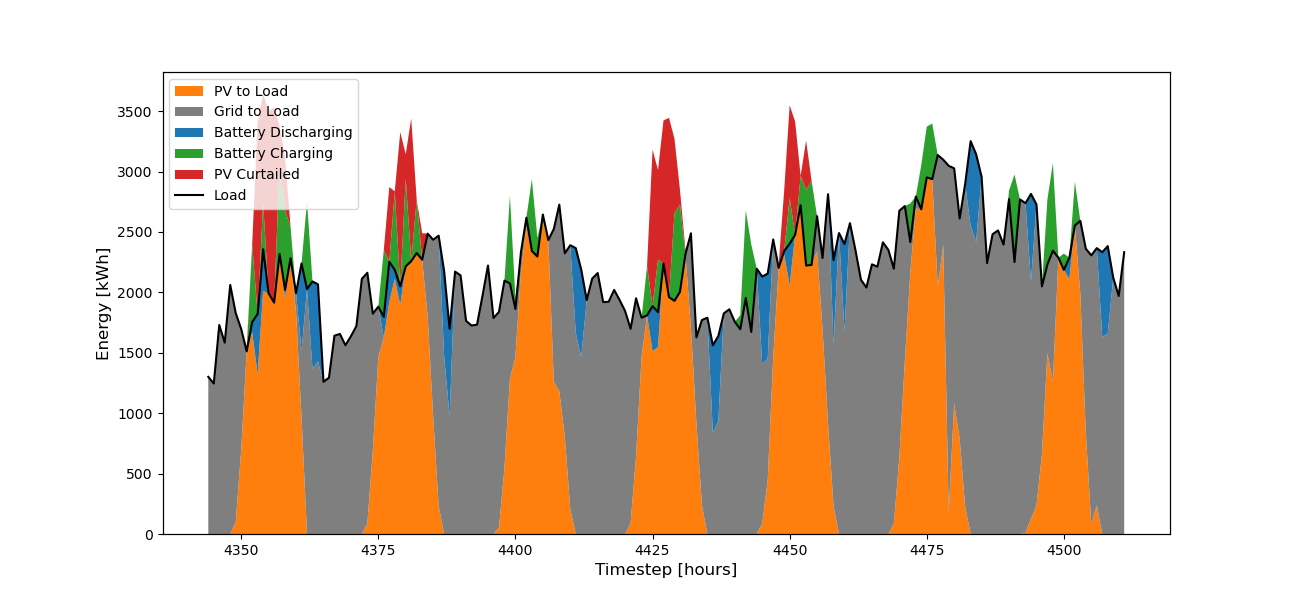 PV to Load
Grid to Load
Battery Discharging
Battery Charging
PV Curtailed
Load
3500
3000
2500
2000
1500
1000
500
0
Energy [kWh]
4350
4375
4400
4425
4450
4475
4500
Timestep [hours]